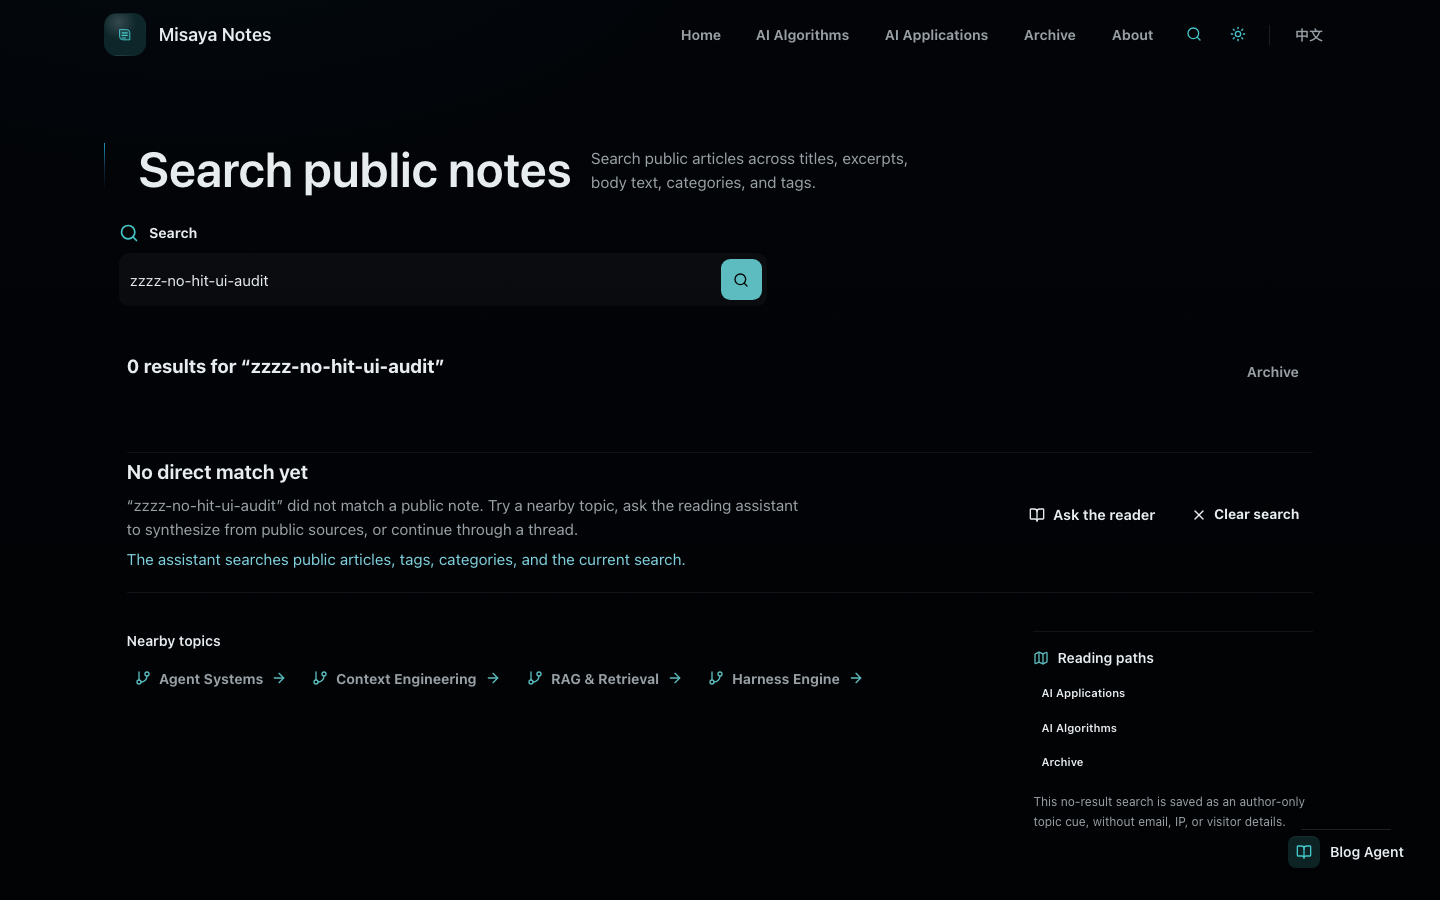 Misaya Notes
Home
AI Algorithms
AI Applications
Archive
About
中文
Search public notes
Search public articles across titles, excerpts,
body text, categories, and tags.
Search
zzzz-no-hit-ui-audit
0 results for “zzzz-no-hit-ui-audit”
Archive
No direct match yet
“zzzz-no-hit-ui-audit” did not match a public note. Try a nearby topic, ask the reading assistant
to synthesize from public sources, or continue through a thread.
The assistant searches public articles, tags, categories, and the current search.
Ask the reader
Clear search
Nearby topics
Agent Systems
Context Engineering
RAG & Retrieval
Harness Engine
Reading paths
AI Applications
AI Algorithms
Archive
This no-result search is saved as an author-only
topic cue, without email, IP, or visitor details.
Blog Agent